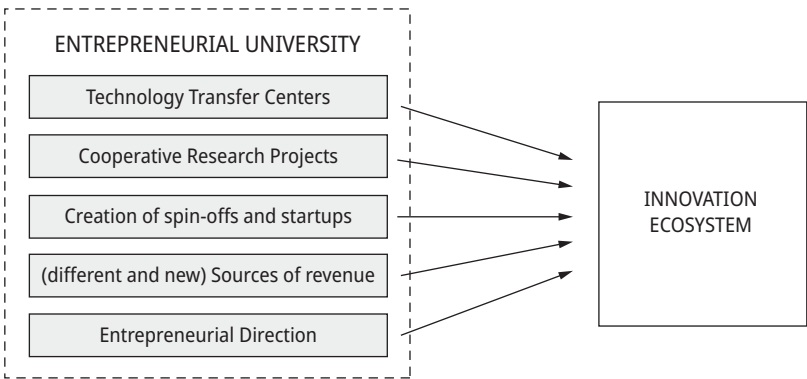 ENTREPRENEURIAL UNIVERSITY
Technology Transfer Centers
Cooperative Research Projects
Creation of spin-offs and startups
(different and new) Sources of revenue
Entrepreneurial Direction
INNOVATION
ECOSYSTEM